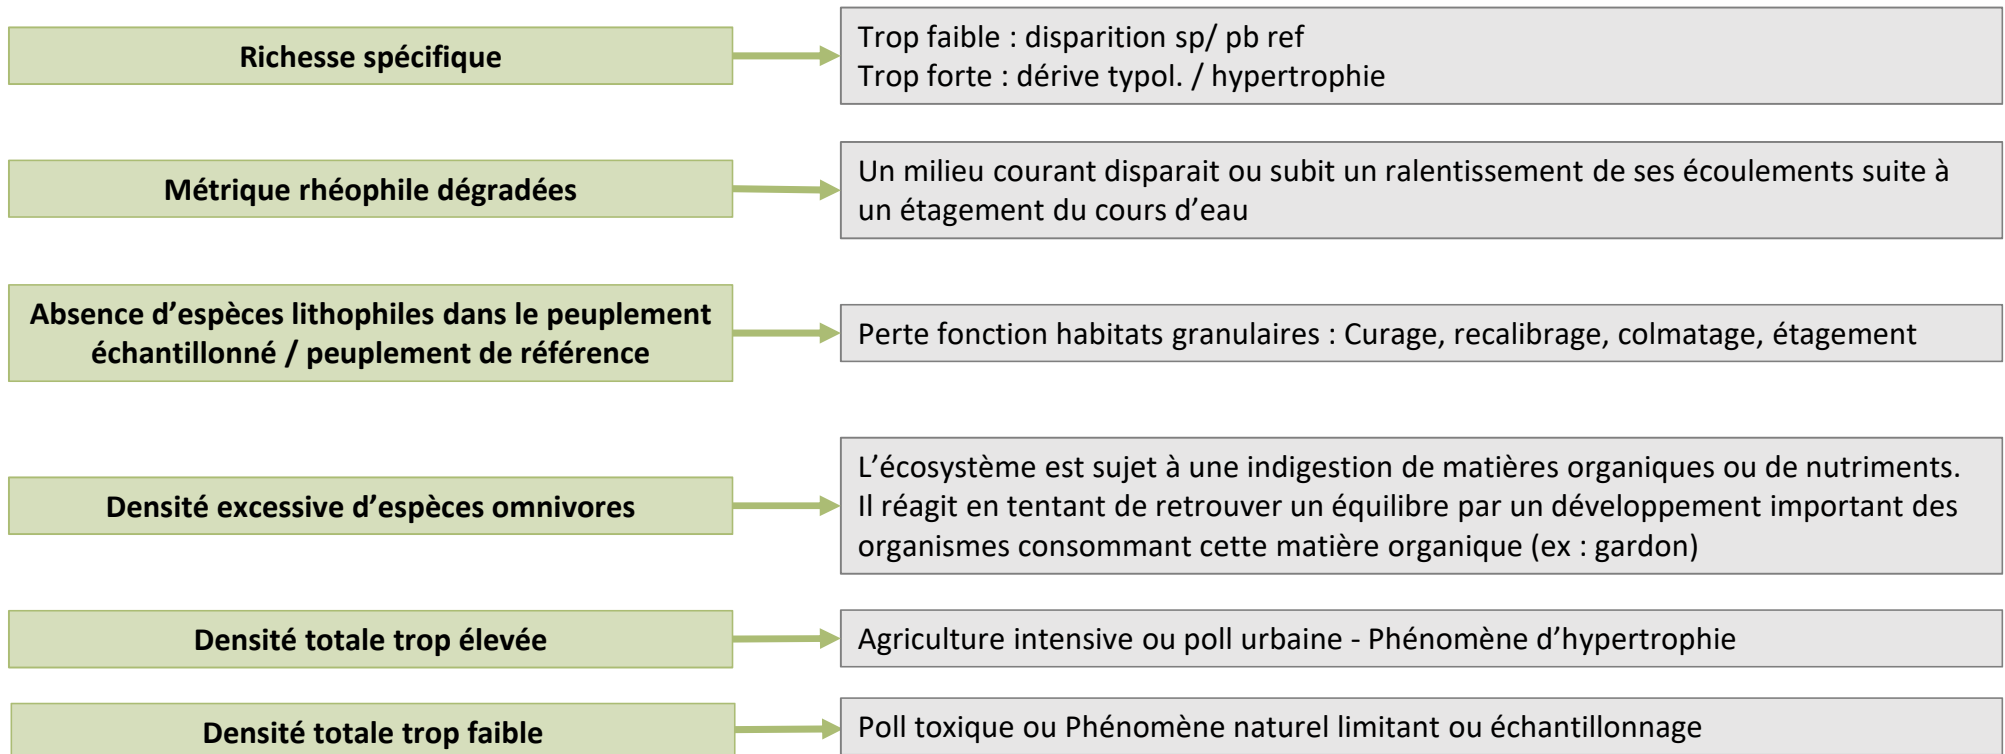 Richesse spécifique
Trop faible : disparition sp/ pb ref
Trop forte : dérive typol. / hypertrophie
Métrique rhéophile dégradées
Un milieu courant disparait ou subit un ralentissement de ses écoulements suite à
un étagement du cours d’eau
Absence d’espèces lithophiles dans le peuplement
échantillonné / peuplement de référence
Perte fonction habitats granulaires : Curage, recalibrage, colmatage, étagement
Densité excessive d’espèces omnivores
L’écosystème est sujet à une indigestion de matières organiques ou de nutriments.
Il réagit en tentant de retrouver un équilibre par un développement important des
organismes consommant cette matière organique (ex : gardon)
Densité totale trop élevée
Agriculture intensive ou poll urbaine - Phénomène d’hypertrophie
Densité totale trop faible
Poll toxique ou Phénomène naturel limitant ou échantillonnage